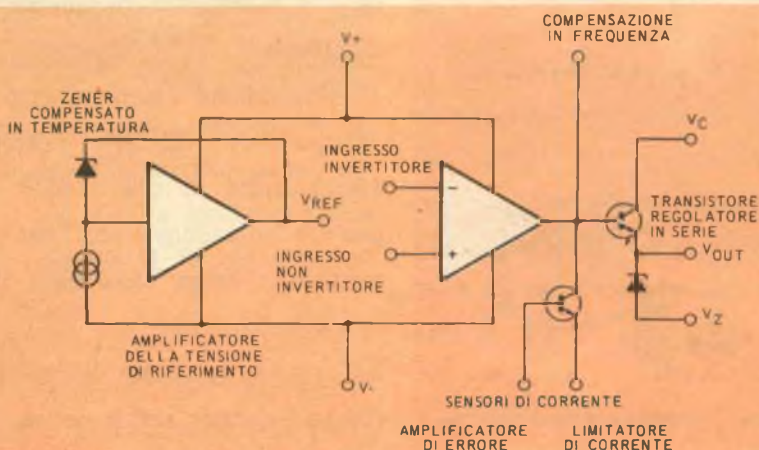 COMPENSAZIONE
IN FREQUENZA
V+
ZENER
COMPENSATO
IN TEMPERATURA
VC
INGRESSO
INVERTITORE
−
VREF
TRANSISTORE
REGOLATORE
IN SERIE
INGRESSO
NON
INVERTITORE
+
VOUT
VZ
AMPLIFICATORE
DELLA TENSIONE
DI RIFERIMENTO
V-
SENSORI DI CORRENTE
AMPLIFICATORE
DI ERRORE
LIMITATORE
DI CORRENTE